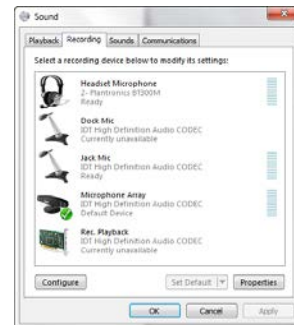 Sound
Playback Recording Sounds Communications
Select a recording device below to modify its settings:
Headset Microphone
2- Plantronics BT300M
Ready
Dock Mic
IDT High Definition Audio CODEC
Currently unavailable
Jack Mic
IDT High Definition Audio CODEC
Ready
Microphone Array
IDT High Definition Audio CODEC
Default Device
Rec. Playback
IDT High Definition Audio CODEC
Currently unavailable
Configure Set Default Properties
OK Cancel Apply